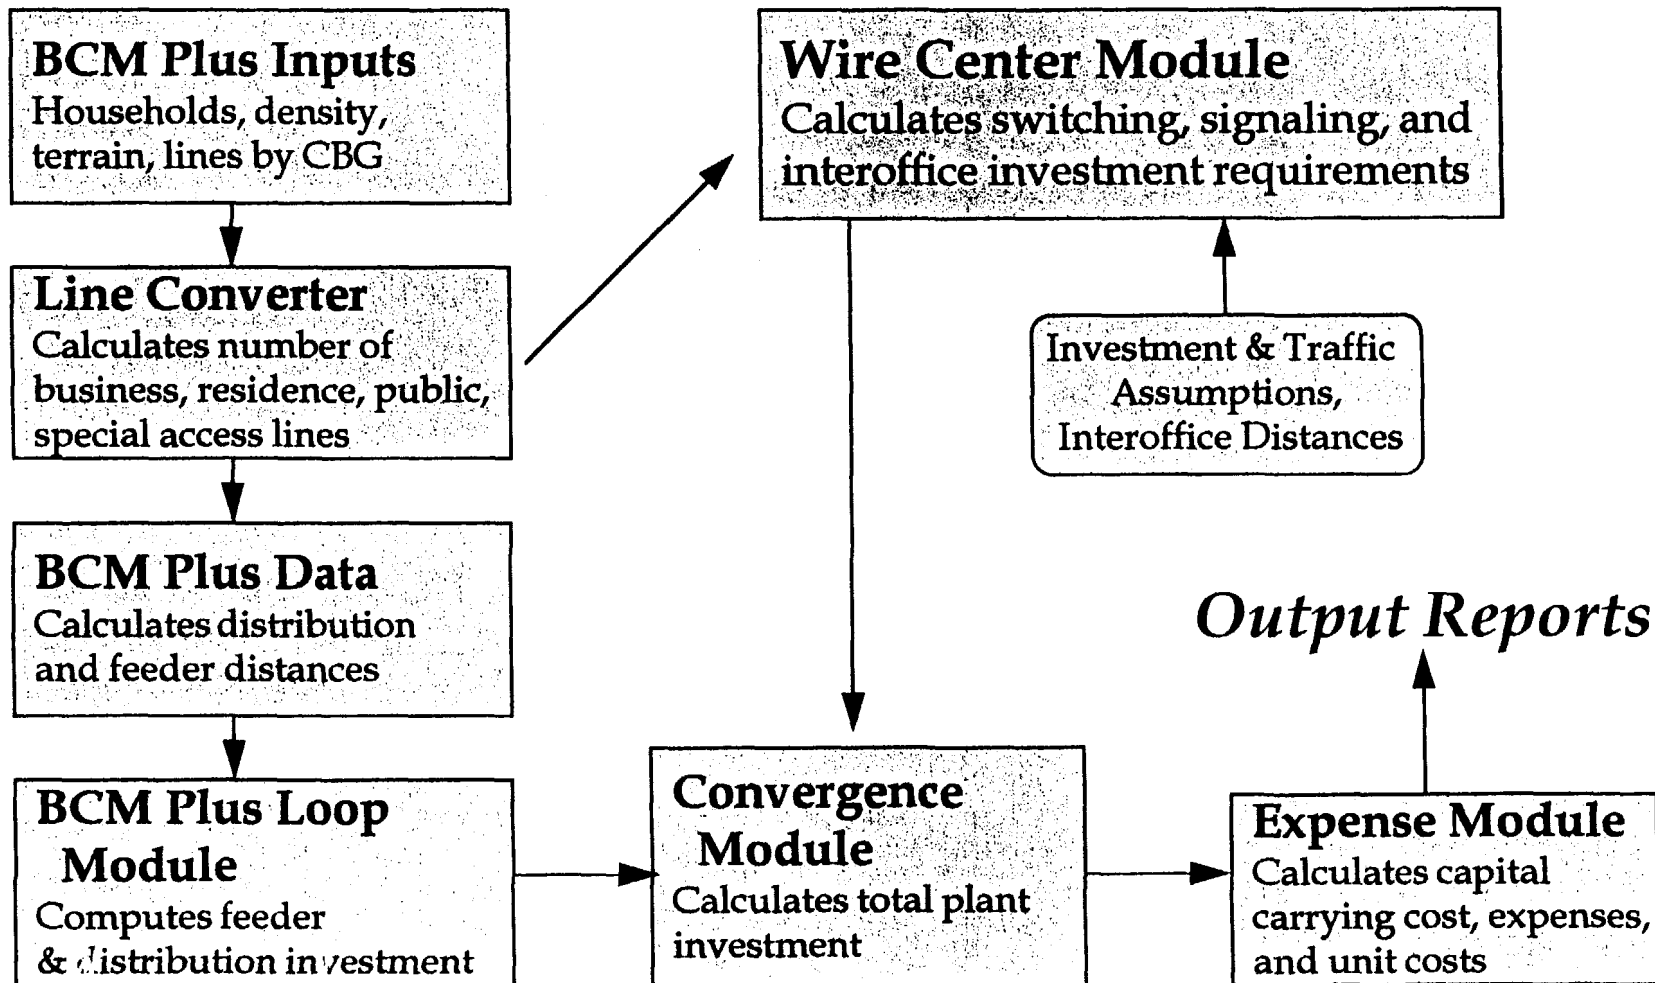 BCM Plus Inputs
Households, density,
terrain, lines by CBG
Line Converter
Calculates number of
business, residence, public,
special access lines
BCM Plus Data
Calculates distribution
and feeder distances
BCM Plus Loop
Module
Computes feeder
& distribution investment
Wire Center Module
Calculates switching, signaling, and
interoffice investment requirements
Investment & Traffic
Assumptions,
Interoffice Distances
Convergence
Module
Calculates total plant
investment
Output Reports
Expense Module
Calculates capital
carrying cost, expenses,
and unit costs